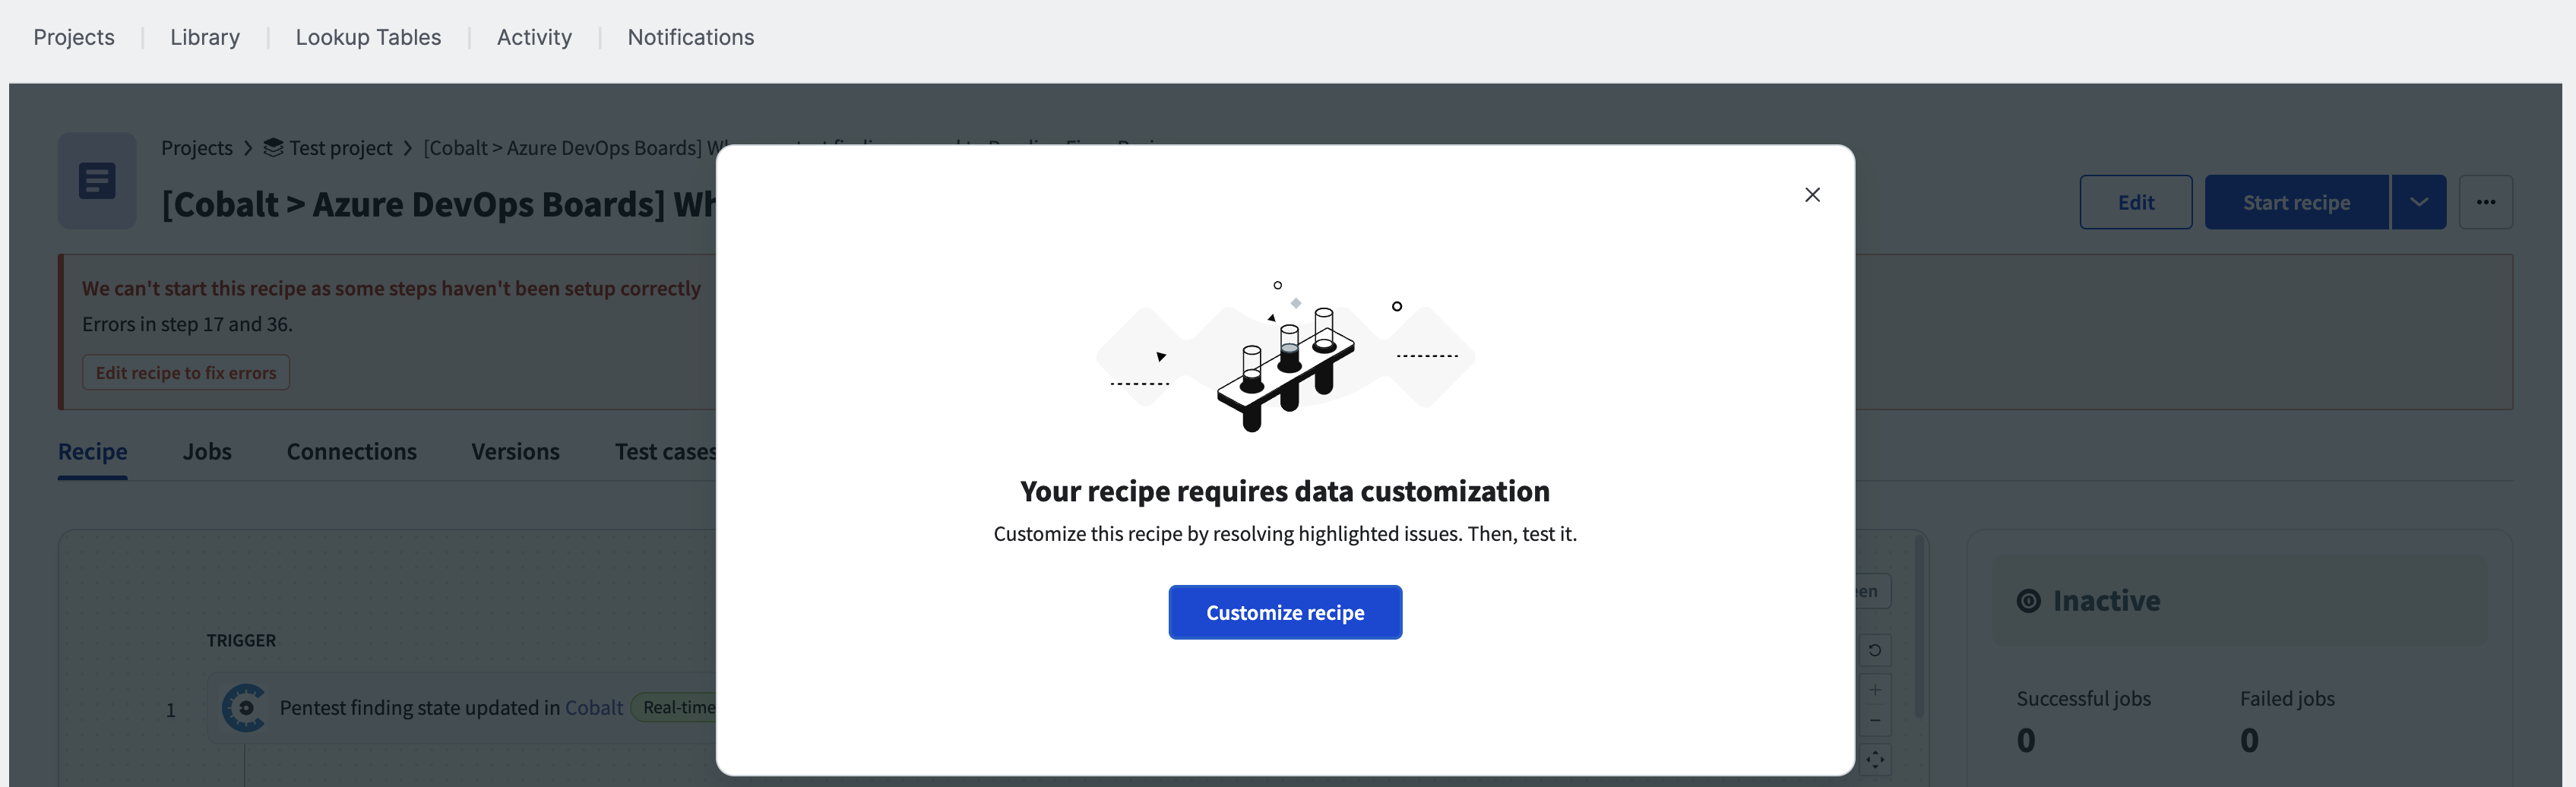 Projects
Library
Lookup Tables
Activity
Notifications
Projects > Test project > [Cobalt > Azure DevOps Boards]
[Cobalt > Azure DevOps Boards]
Edit
Start recipe
We can't start this recipe as some steps haven't been setup correctly
Errors in step 17 and 36.
Edit recipe to fix errors
Recipe
Jobs
Connections
Versions
Test cases
Your recipe requires data customization
Customize this recipe by resolving highlighted issues. Then, test it.
Customize recipe
TRIGGER
1
Pentest finding state updated in Cobalt
Real-time
Inactive
Successful jobs
Failed jobs
0
0